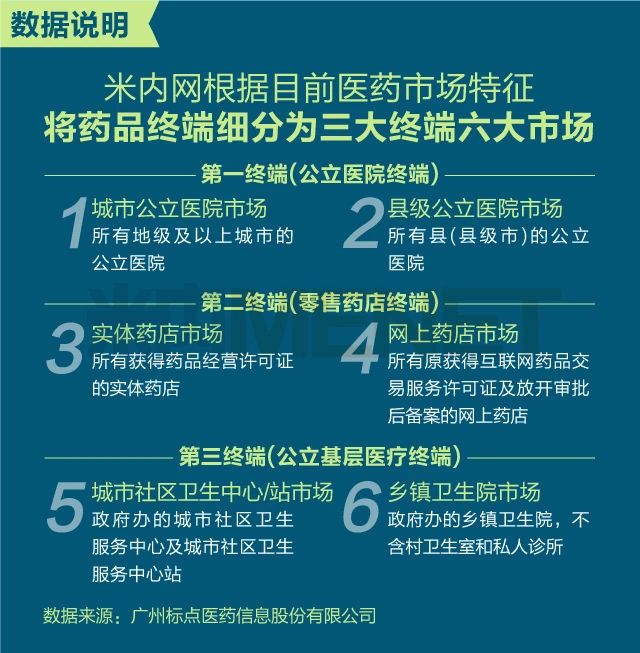 数据说明
米内网根据目前医药市场特征
将药品终端细分为三大终端六大市场
第一终端(公立医院终端)
1 城市公立医院市场
所有地级及以上城市的
公立医院
2 县级公立医院市场
所有县(县级市)的公立
医院
第二终端(零售药店终端)
3 实体药店市场
所有获得药品经营许可证
的实体药店
4 网上药店市场
所有原获得互联网药品交
易服务许可证及放开审批
后备案的网上药店
第三终端(公立基层医疗终端)
5 城市社区卫生中心/站市场
政府办的城市社区卫生
服务中心及城市社区卫生
服务中心站
6 乡镇卫生院市场
政府办的乡镇卫生院，不
含村卫生室和私人诊所
数据来源：广州标点医药信息股份有限公司